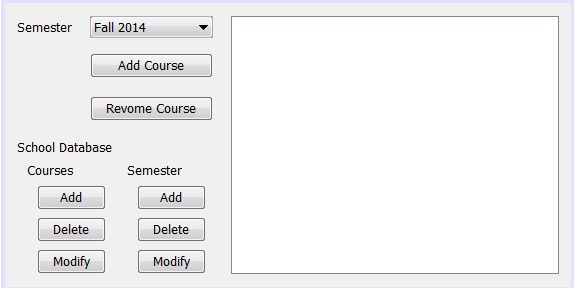 Semester Fall 2014
Add Course
Revome Course
School Database
Courses Semester
Add Add
Delete Delete
Modify Modify